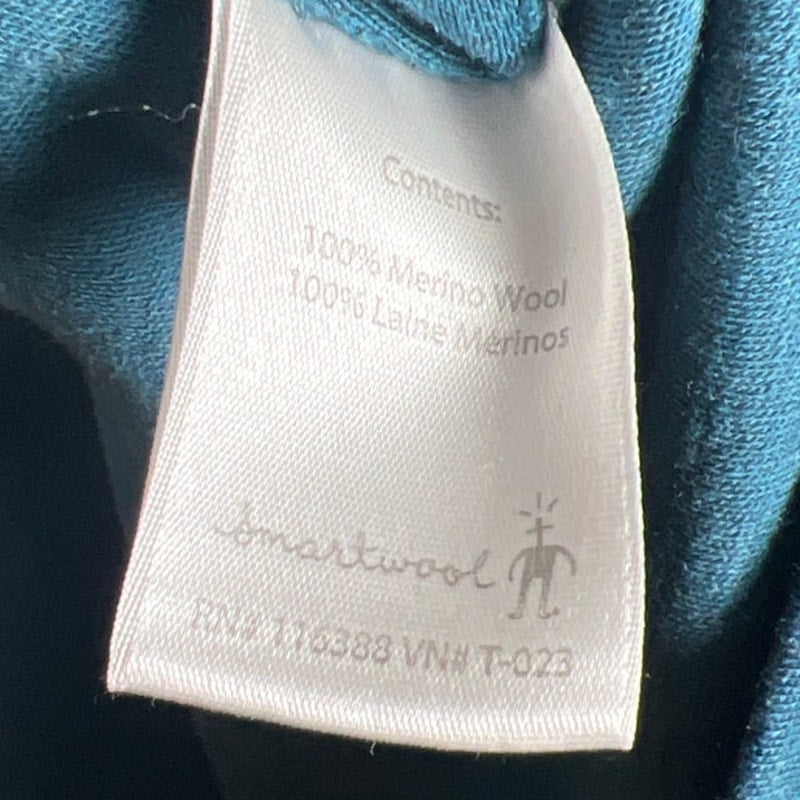 Contents:
100% Merino Wool
100% Laine Merinos
smartwool
RN# 116388 VN# T-023